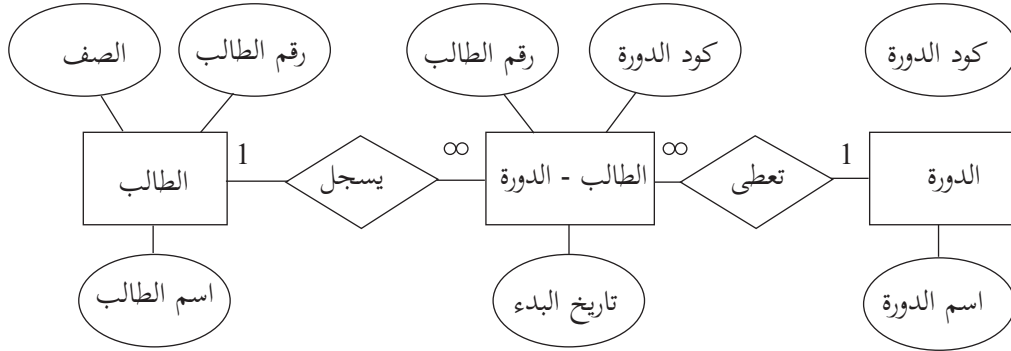 كود الدورة
كود الدورة
رقم الطالب
رقم الطالب
الصف
الدورة
1
تعطى
∞
الطالب - الدورة
∞
يسجل
1
الطالب
اسم الدورة
تاريخ البدء
اسم الطالب